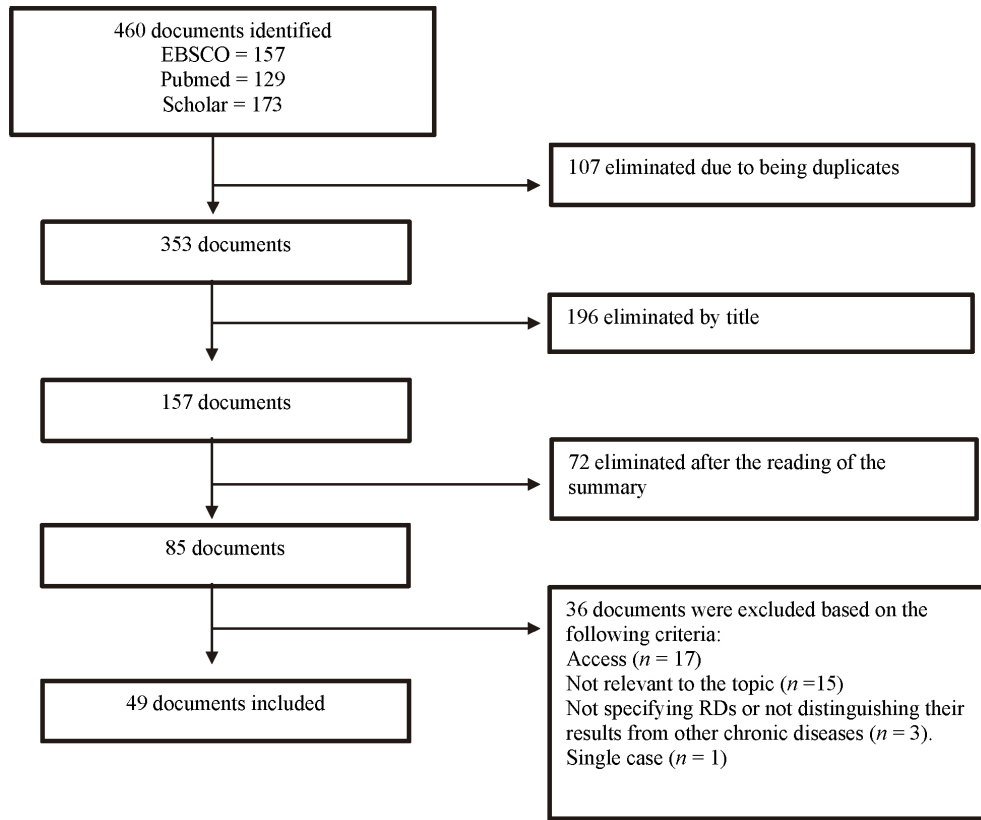 460 documents identified
EBSCO = 157
Pubmed = 129
Scholar = 173
107 eliminated due to being duplicates
353 documents
196 eliminated by title
157 documents
72 eliminated after the reading of the
summary
85 documents
36 documents were excluded based on the
following criteria:
Access (n = 17)
Not relevant to the topic (n =15)
Not specifying RDs or not distinguishing their
results from other chronic diseases (n = 3).
Single case (n = 1)
49 documents included